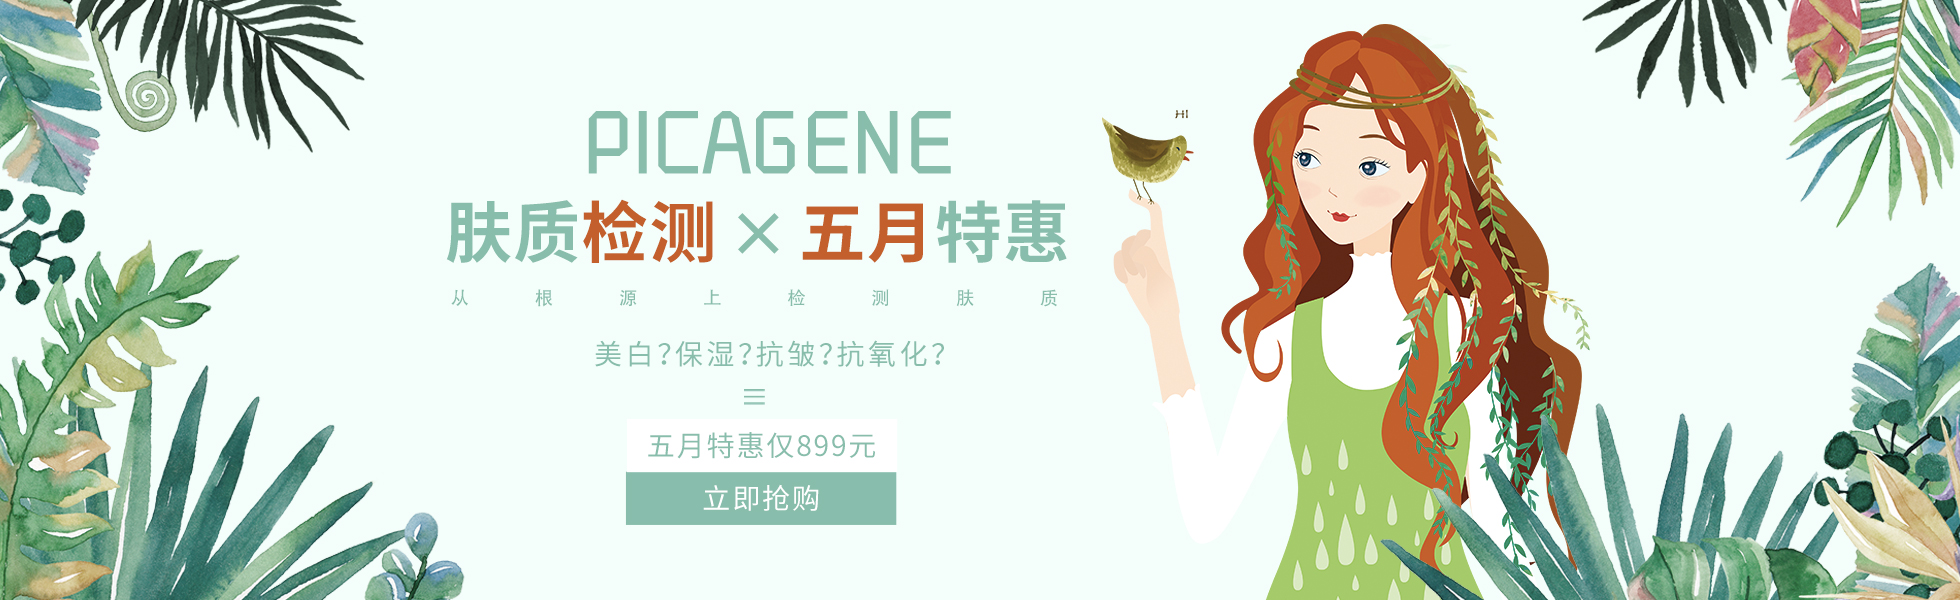 PICAGENE
HI
肤质检测 × 五月特惠
从根源上检测肤质
美白?保湿?抗皱?抗氧化?
五月特惠仅899元
立即抢购